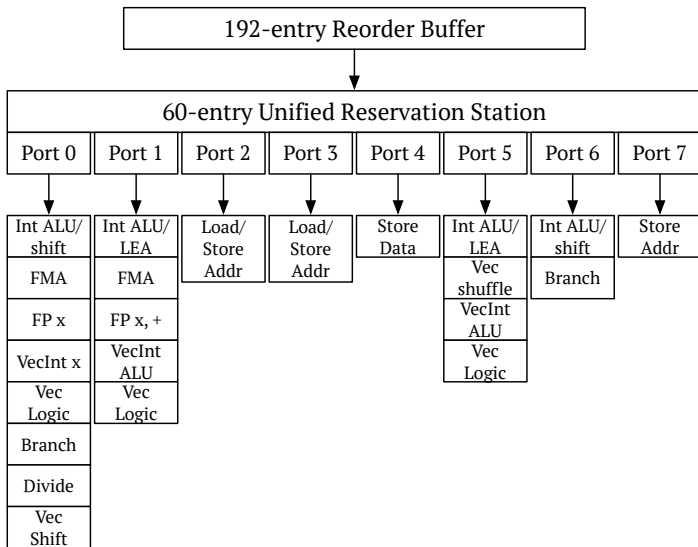 192-entry Reorder Buffer
60-entry Unified Reservation Station
Port 0
Port 1
Port 2
Port 3
Port 4
Port 5
Port 6
Port 7
Int ALU/
shift
FMA
FP x
VecInt x
Vec
Logic
Branch
Divide
Vec
Shift
Int ALU/
LEA
FMA
FP x, +
VecInt
ALU
Vec
Logic
Load/
Store
Addr
Load/
Store
Addr
Store
Data
Int ALU/
LEA
Vec
shuffle
VecInt
ALU
Vec
Logic
Int ALU/
shift
Branch
Store
Addr